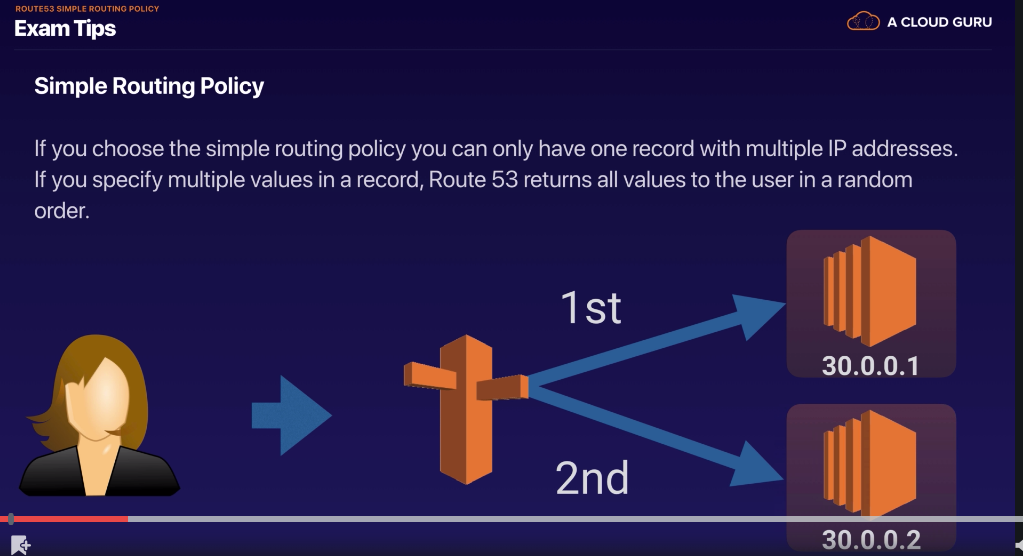 ROUTE53 SIMPLE ROUTING POLICY
Exam Tips
A CLOUD GURU
Simple Routing Policy
If you choose the simple routing policy you can only have one record with multiple IP addresses.
If you specify multiple values in a record, Route 53 returns all values to the user in a random
order.
1st
30.0.0.1
2nd
30.0.0.2